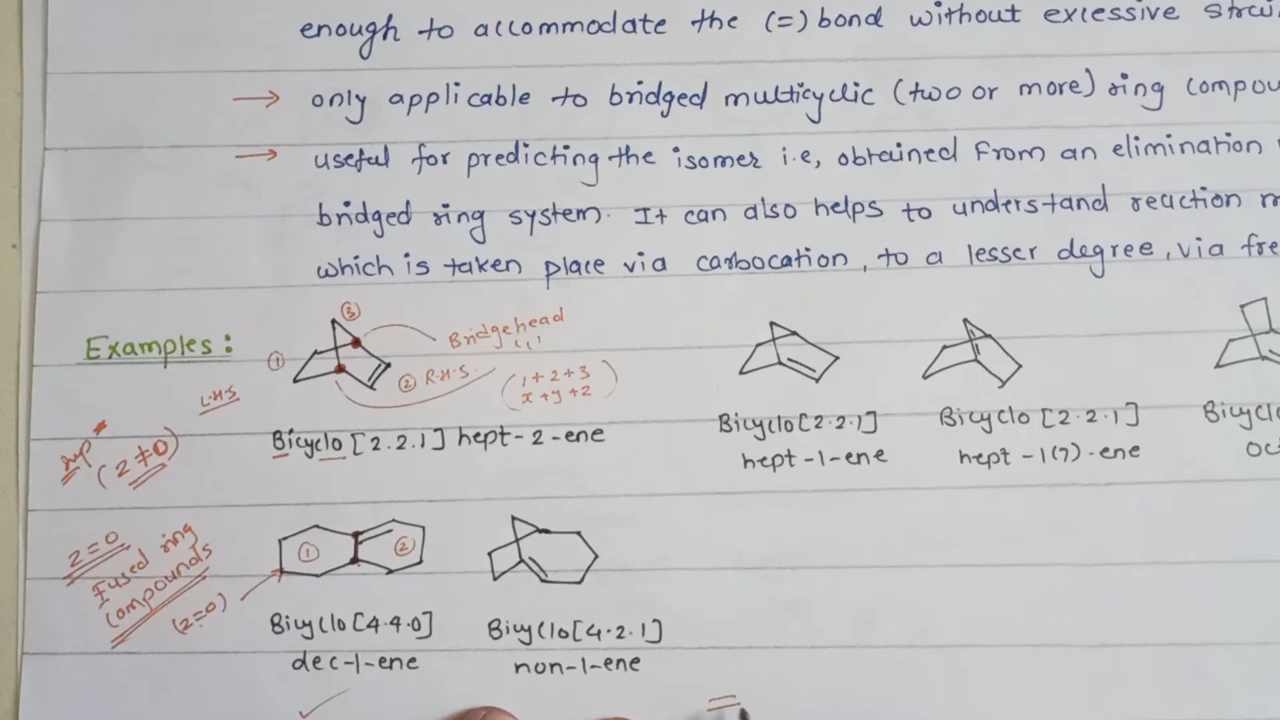 enough to accommodate the (=) bond without excessive
→ only applicable to bridged multicyclic (two or more) ring
→ useful for predicting the isomer i.e, obtained from an elimination
bridged ring system. It can also helps to understand reaction
which is taken place via carbocation, to a lesser degree, via
Examples:
③
Bridgehead
①
② R.H.S.
(1+2+3
x+y+z)
L.H.S
Imp*
(Z≠0)
Bicyclo [2.2.1] hept-2-ene
Bicyclo [2.2.1]
hept-1-ene
Bicyclo [2.2.1]
hept-1(7)-ene
Z=0
Fused ring
compounds
(z=0)
① ②
Bicyclo [4.4.0]
dec-1-ene
Bicyclo [4.2.1]
non-1-ene